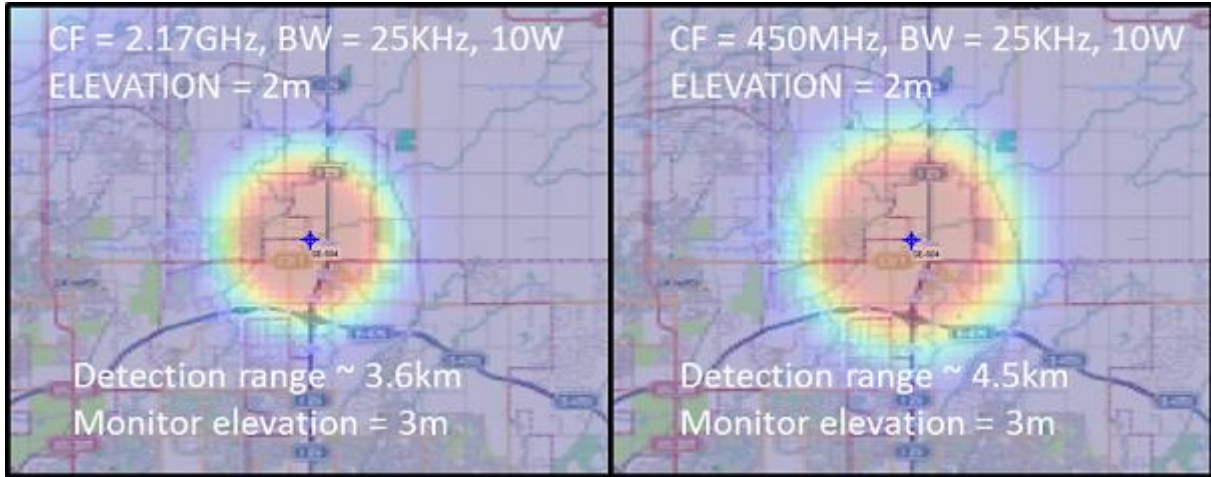 CF = 2.17GHz, BW = 25KHz, 10W
ELEVATION = 2m
Detection range ~ 3.6km
Monitor elevation = 3m
CF = 450MHz, BW = 25KHz, 10W
ELEVATION = 2m
Detection range ~ 4.5km
Monitor elevation = 3m